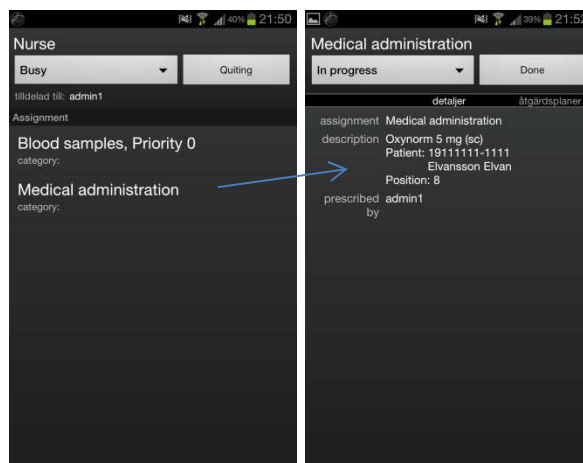 40% 21:50
Nurse
Busy
Quiting
tilldelad till: admin1
Assignment
Blood samples, Priority 0
category:
Medical administration
category:
39% 21:52
Medical administration
In progress
Done
detaljer
åtgärdsplaner
assignment Medical administration
description Oxynorm 5 mg (sc)
Patient: 19111111-1111
Elvansson Elvan
Position: 8
prescribed admin1
by